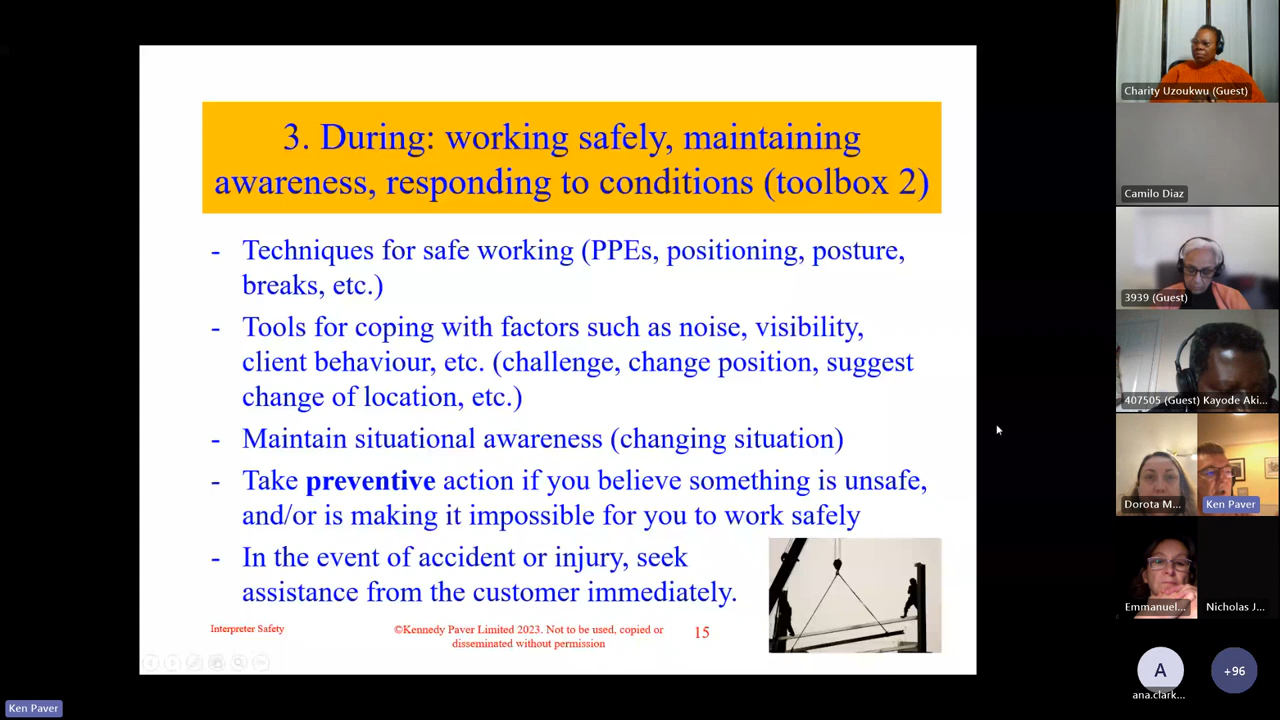 3. During: working safely, maintaining
awareness, responding to conditions (toolbox 2)
- Techniques for safe working (PPEs, positioning, posture,
breaks, etc.)
- Tools for coping with factors such as noise, visibility,
client behaviour, etc. (challenge, change position, suggest
change of location, etc.)
- Maintain situational awareness (changing situation)
- Take preventive action if you believe something is unsafe,
and/or is making it impossible for you to work safely
- In the event of accident or injury, seek
assistance from the customer immediately.
Interpreter Safety
©Kennedy Paver Limited 2023. Not to be used, copied or
disseminated without permission
15
Charity Uzoukwu (Guest)
Camilo Diaz
3939 (Guest)
407505 (Guest) Kayode Aki...
Dorota M...
Ken Paver
Emmanuel...
Nicholas J...
A
+96
ana.clark...
Ken Paver